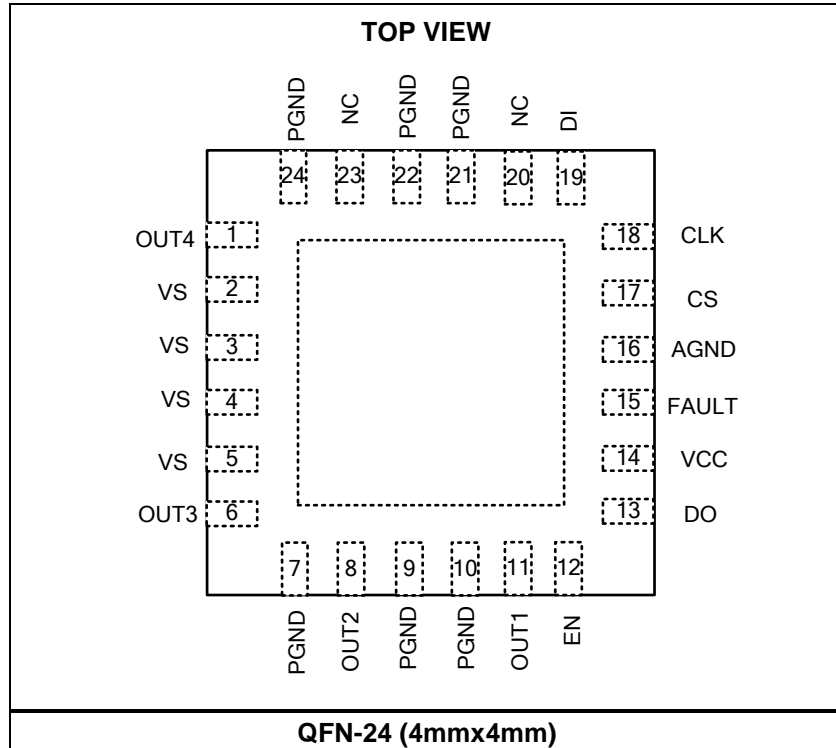 TOP VIEW
PGND NC PGND PGND NC DI
24 23 22 21 20 19
OUT4 1 18 CLK
VS 2 17 CS
VS 3 16 AGND
VS 4 15 FAULT
VS 5 14 VCC
OUT3 6 13 DO
7 8 9 10 11 12
PGND OUT2 PGND PGND OUT1 EN
QFN-24 (4mmx4mm)